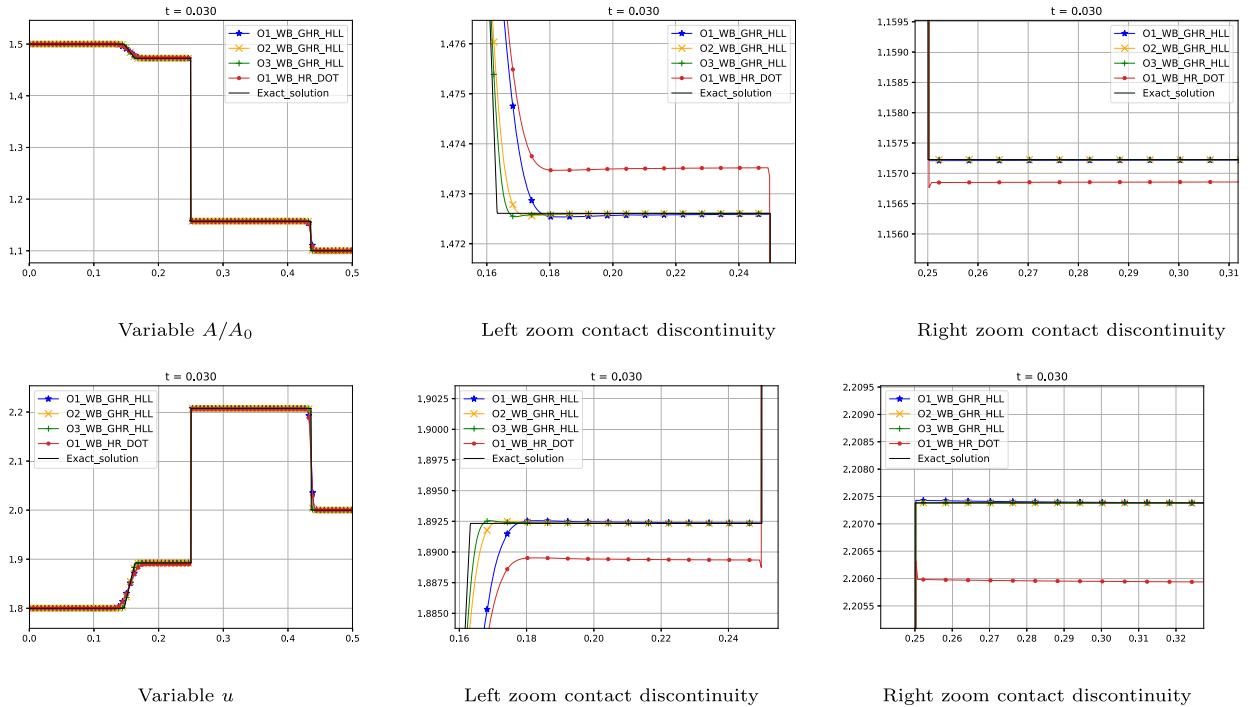 t = 0.030
1.5
1.4
1.3
1.2
1.1
0.0 0.1 0.2 0.3 0.4 0.5
O1_WB_GHR_HLL
O2_WB_GHR_HLL
O3_WB_GHR_HLL
O1_WB_HR_DOT
Exact_solution
Variable A/A0
t = 0.030
1,476
1,475
1,474
1,473
1,472
0.16 0.18 0.20 0.22 0.24
O1_WB_GHR_HLL
O2_WB_GHR_HLL
O3_WB_GHR_HLL
O1_WB_HR_DOT
Exact_solution
Left zoom contact discontinuity
t = 0.030
1,1595
1,1590
1,1585
1,1580
1,1575
1,1570
1,1565
1,1560
0.25 0.26 0.27 0.28 0.29 0.30 0.31
O1_WB_GHR_HLL
O2_WB_GHR_HLL
O3_WB_GHR_HLL
O1_WB_HR_DOT
Exact_solution
Right zoom contact discontinuity
t = 0.030
2.2
2.1
2.0
1.9
1.8
0.0 0.1 0.2 0.3 0.4 0.5
O1_WB_GHR_HLL
O2_WB_GHR_HLL
O3_WB_GHR_HLL
O1_WB_HR_DOT
Exact_solution
Variable u
t = 0.030
1,9025
1,9000
1,8975
1,8950
1,8925
1,8900
1,8875
1,8850
0.16 0.18 0.20 0.22 0.24
O1_WB_GHR_HLL
O2_WB_GHR_HLL
O3_WB_GHR_HLL
O1_WB_HR_DOT
Exact_solution
Left zoom contact discontinuity
t = 0.030
2,2095
2,2090
2,2085
2,2080
2,2075
2,2070
2,2065
2,2060
2,2055
0.25 0.26 0.27 0.28 0.29 0.30 0.31 0.32
O1_WB_GHR_HLL
O2_WB_GHR_HLL
O3_WB_GHR_HLL
O1_WB_HR_DOT
Exact_solution
Right zoom contact discontinuity